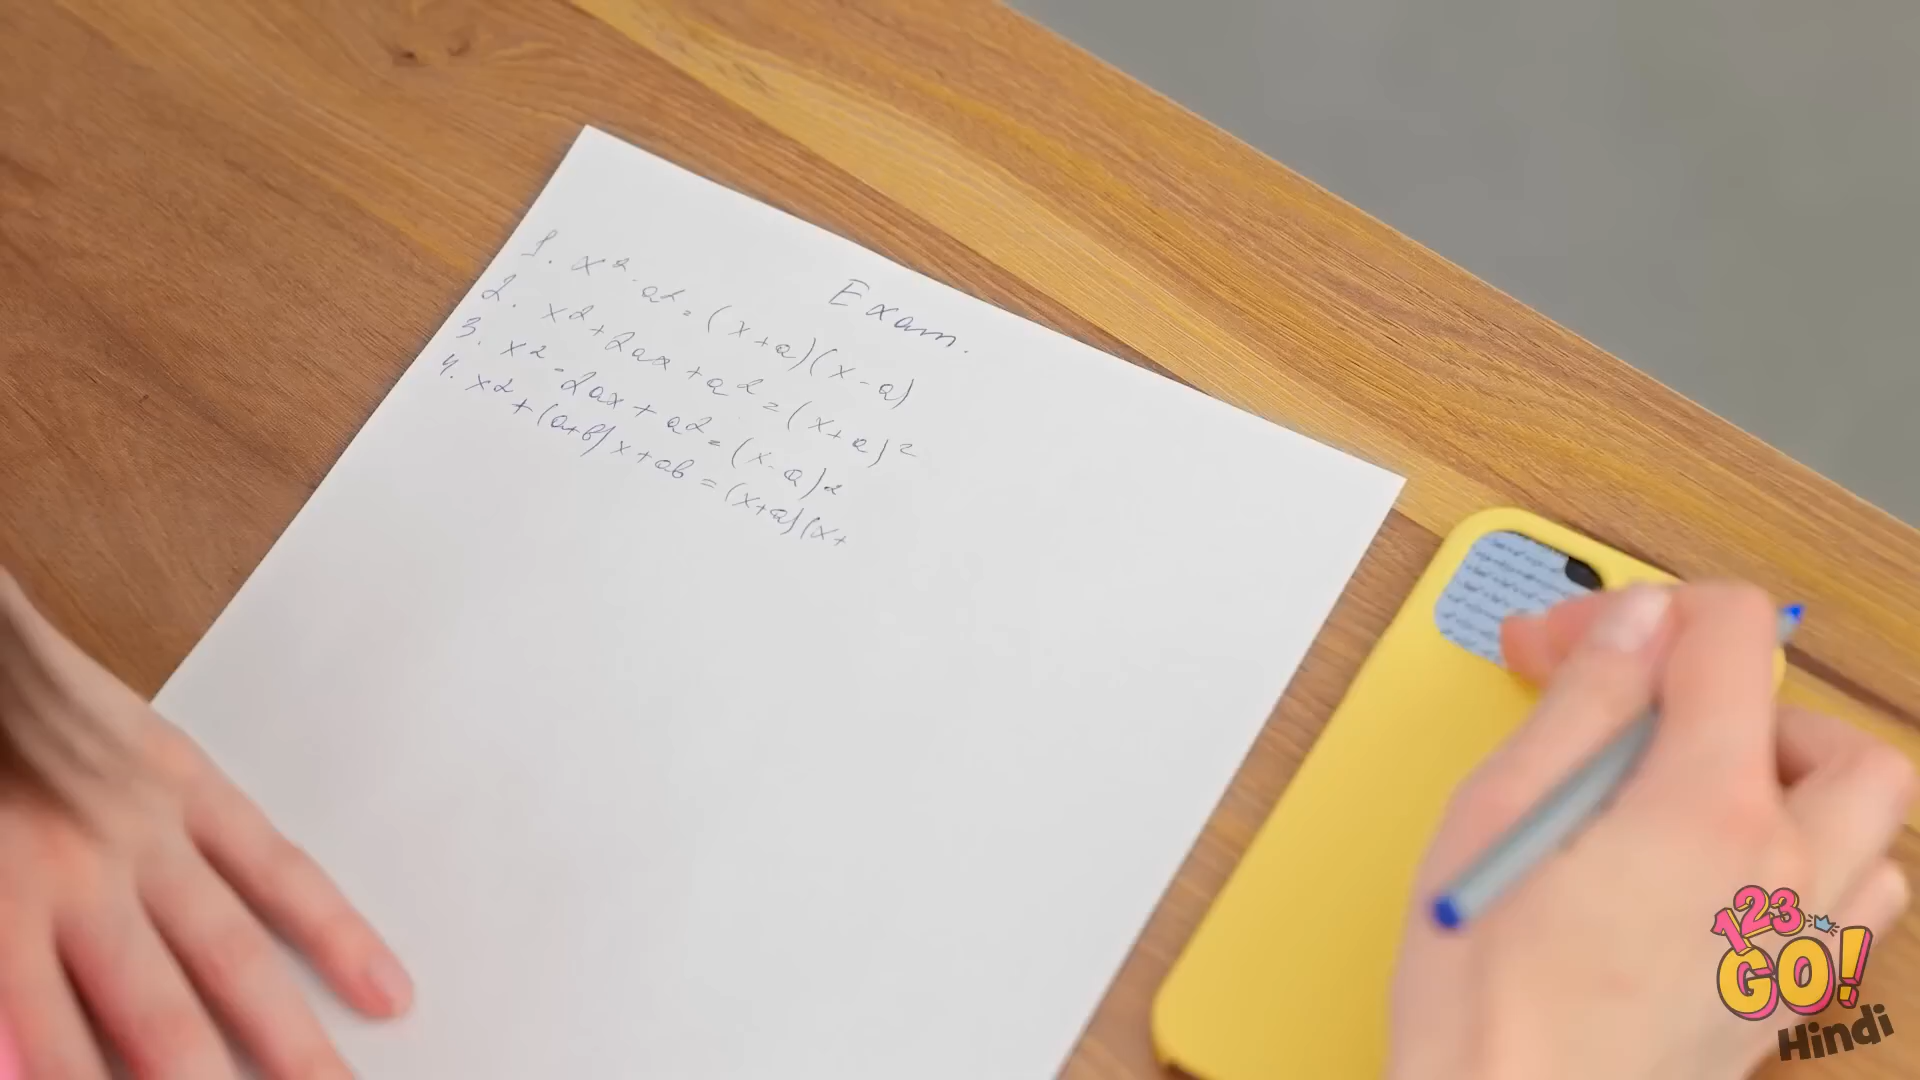 Exam.
1. x² - a² = (x+a)(x-a)
2. x² + 2ax + a² = (x+a)²
3. x² - 2ax + a² = (x-a)²
4. x² + (a+b)x + ab = (x+a)(x+
123
GO!
Hindi